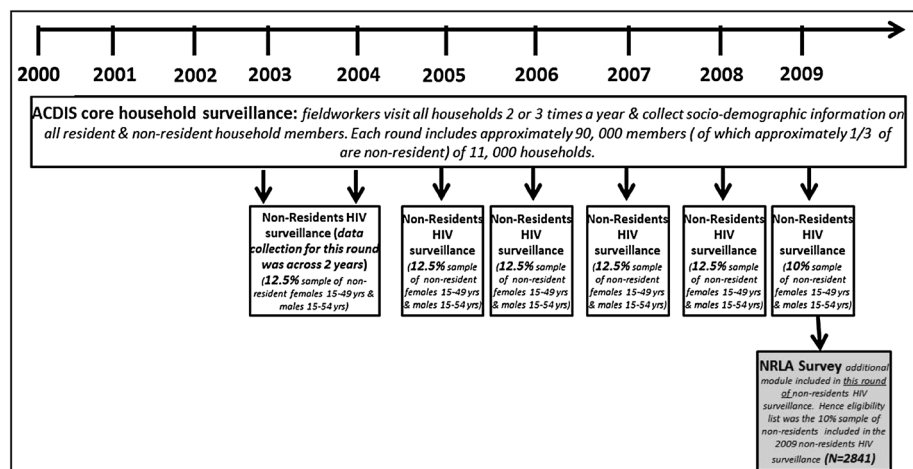 2000 2001 2002 2003 2004 2005 2006 2007 2008 2009
ACDIS core household surveillance: fieldworkers visit all households 2 or 3 times a year & collect socio-demographic information on
all resident & non-resident household members. Each round includes approximately 90, 000 members ( of which approximately 1/3 of
are non-resident) of 11, 000 households.
Non-Residents HIV
surveillance (data
collection for this round
was across 2 years)
(12.5% sample of non-
resident females 15-49 yrs &
males 15-54 yrs)
Non-Residents
HIV
surveillance
(12.5% sample
of non-resident
females 15-49 yrs
& males 15-54 yrs)
Non-Residents
HIV
surveillance
(12.5% sample
of non-resident
females 15-49 yrs
& males 15-54 yrs)
Non-Residents
HIV
surveillance
(12.5% sample
of non-resident
females 15-49 yrs
& males 15-54 yrs)
Non-Residents
HIV
surveillance
(12.5% sample
of non-resident
females 15-49 yrs
& males 15-54 yrs)
Non-Residents
HIV
surveillance
(10% sample
of non-resident
females 15-49 yrs
& males 15-54 yrs)
NRLA Survey additional
module included in this round
of non-residents HIV
surveillance. Hence eligibility
list was the 10% sample of
non-residents included in the
2009 non-residents HIV
surveillance (N=2841)